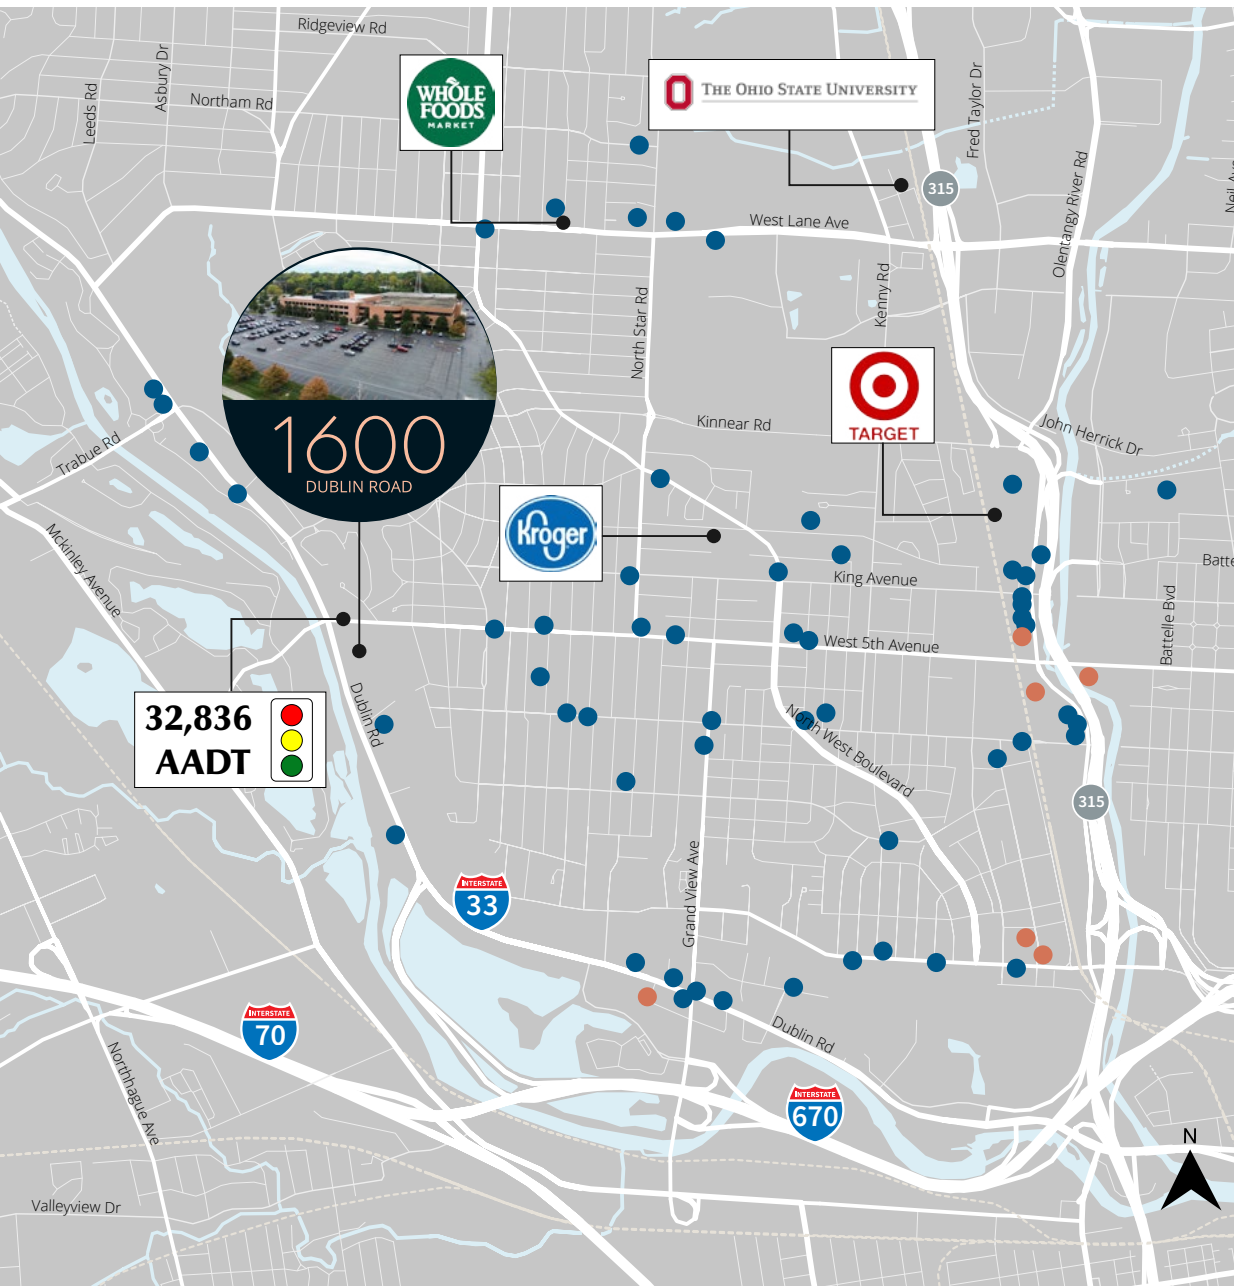 Ridgeview Rd
Asbury Dr
Leeds Rd
Northam Rd
WHOLE
FOODS
MARKET
THE OHIO STATE UNIVERSITY
Fred Taylor Dr
315
Olentangy River Rd
West Lane Ave
Kenny Rd
North Star Rd
TARGET
Kinnear Rd
John Herrick Dr
Trabue Rd
1600
DUBLIN ROAD
Kroger
Mckinley Avenue
King Avenue
Batte
Battelle Bvd
West 5th Avenue
32,836
AADT
Dublin Rd
North West Boulevard
315
Grand View Ave
INTERSTATE
33
INTERSTATE
70
Dublin Rd
Northhague Ave
INTERSTATE
670
N
Valleyview Dr